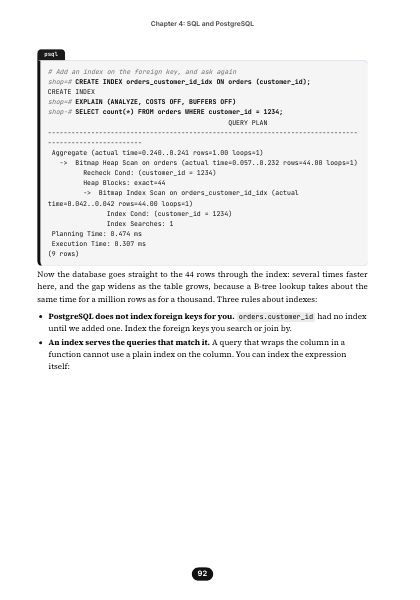 Chapter 4: SQL and PostgreSQL
psql
# Add an index on the foreign key, and ask again
shop=# CREATE INDEX orders_customer_id_idx ON orders (customer_id);
CREATE INDEX
shop=# EXPLAIN (ANALYZE, COSTS OFF, BUFFERS OFF)
shop-# SELECT count(*) FROM orders WHERE customer_id = 1234;
QUERY PLAN
-------------------------------------------------------------------------------
------------------------
Aggregate (actual time=0.240..0.241 rows=1.00 loops=1)
-> Bitmap Heap Scan on orders (actual time=0.057..0.232 rows=44.00 loops=1)
Recheck Cond: (customer_id = 1234)
Heap Blocks: exact=44
-> Bitmap Index Scan on orders_customer_id_idx (actual
time=0.042..0.042 rows=44.00 loops=1)
Index Cond: (customer_id = 1234)
Index Searches: 1
Planning Time: 0.474 ms
Execution Time: 0.307 ms
(9 rows)
Now the database goes straight to the 44 rows through the index: several times faster
here, and the gap widens as the table grows, because a B-tree lookup takes about the
same time for a million rows as for a thousand. Three rules about indexes:
• PostgreSQL does not index foreign keys for you. orders.customer_id had no index
until we added one. Index the foreign keys you search or join by.
• An index serves the queries that match it. A query that wraps the column in a
function cannot use a plain index on the column. You can index the expression
itself:
92